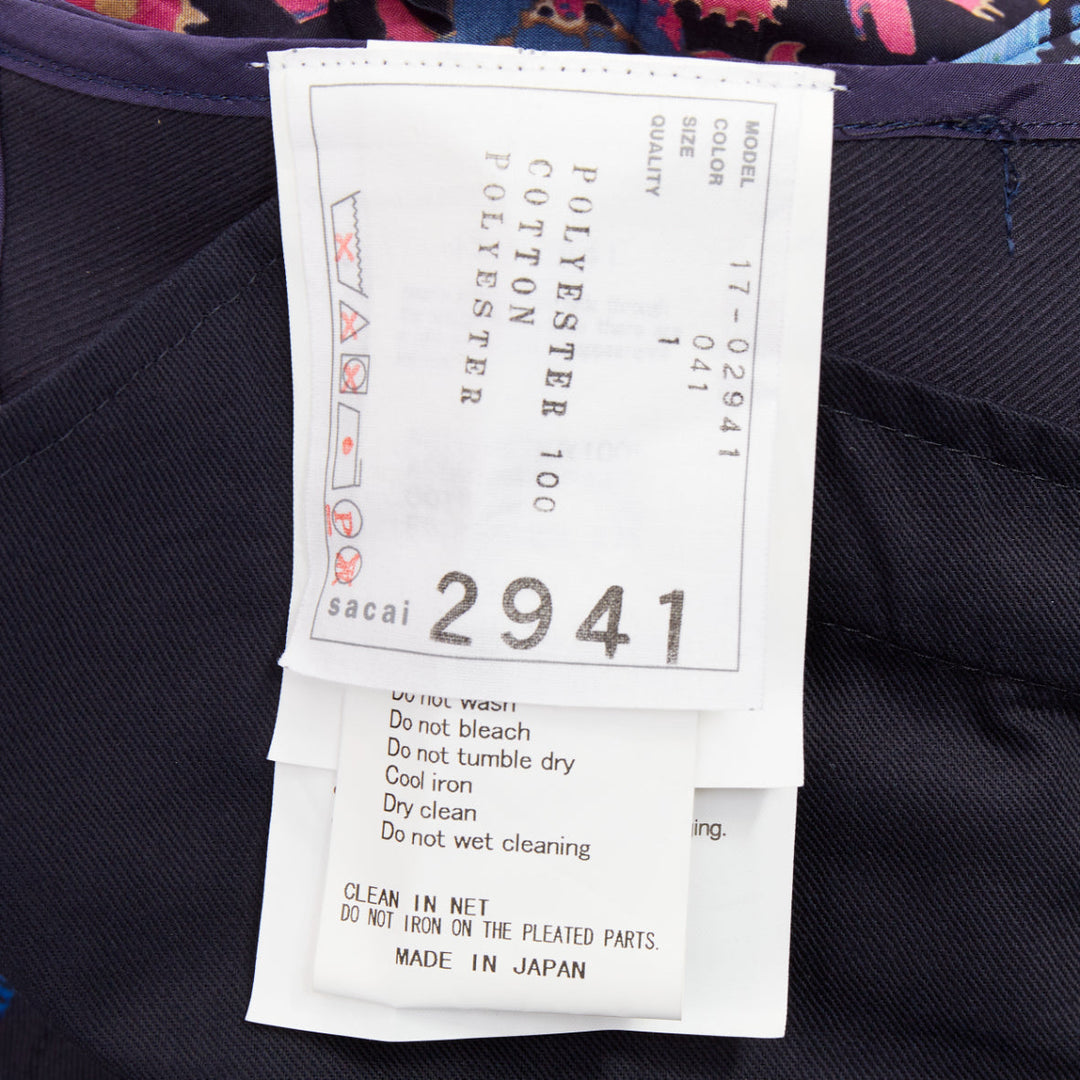 MODEL 17-02941
COLOR 041
SIZE 1
QUALITY
POLYESTER 100
COTTON
POLYESTER
sacai 2941
Do not wash
Do not bleach
Do not tumble dry
Cool iron
Dry clean
Do not wet cleaning
ing.
CLEAN IN NET
DO NOT IRON ON THE PLEATED PARTS.
MADE IN JAPAN